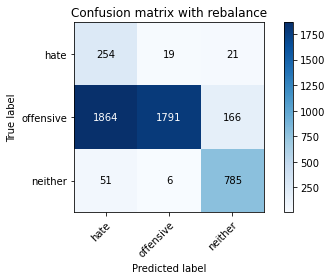 Confusion matrix with rebalance
True label
hate
offensive
neither
254 19 21
1864 1791 166
51 6 785
hate
offensive
neither
Predicted label
1750
1500
1250
1000
750
500
250